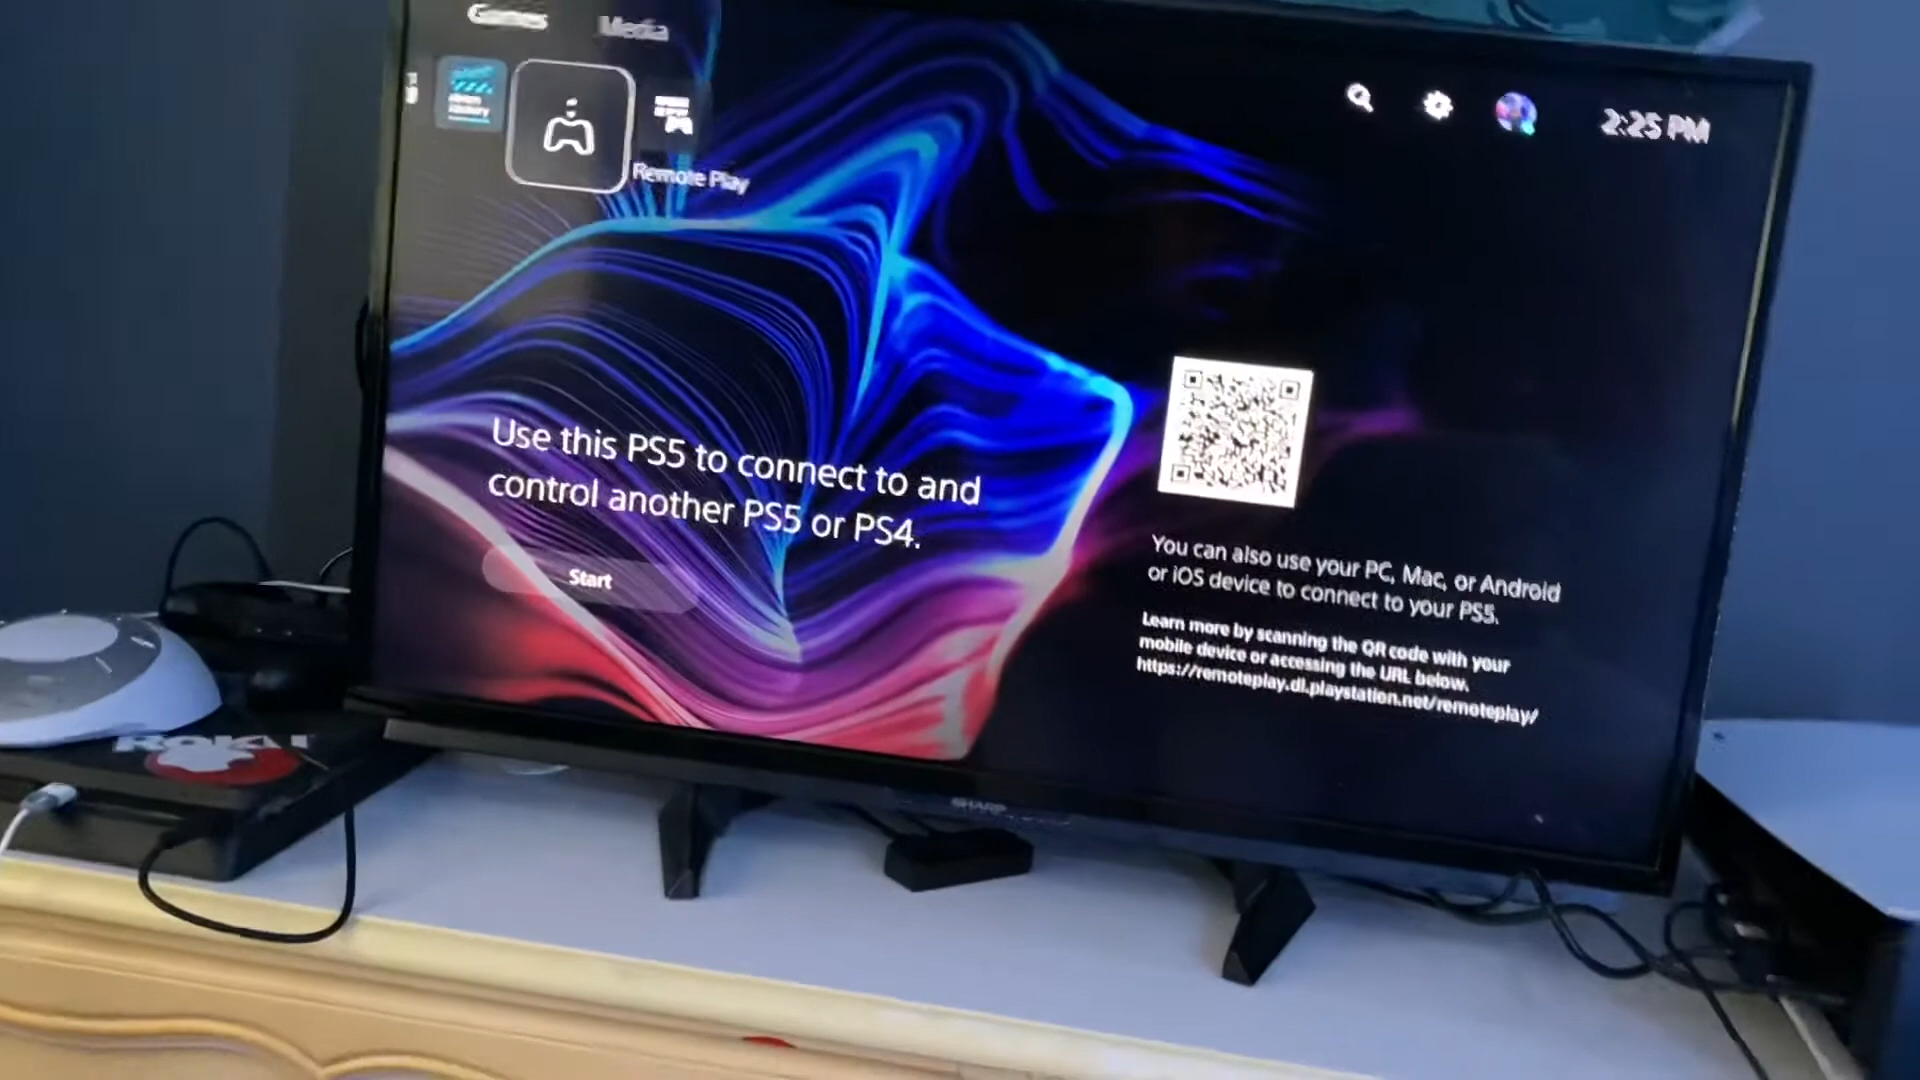 Games Media
2:25 PM
Remote Play
Use this PS5 to connect to and
control another PS5 or PS4.
Start
You can also use your PC, Mac, or Android
or iOS device to connect to your PS5.
Learn more by scanning the QR code with your
mobile device or accessing the URL below.
https://remoteplay.dl.playstation.net/remoteplay/
SHARP